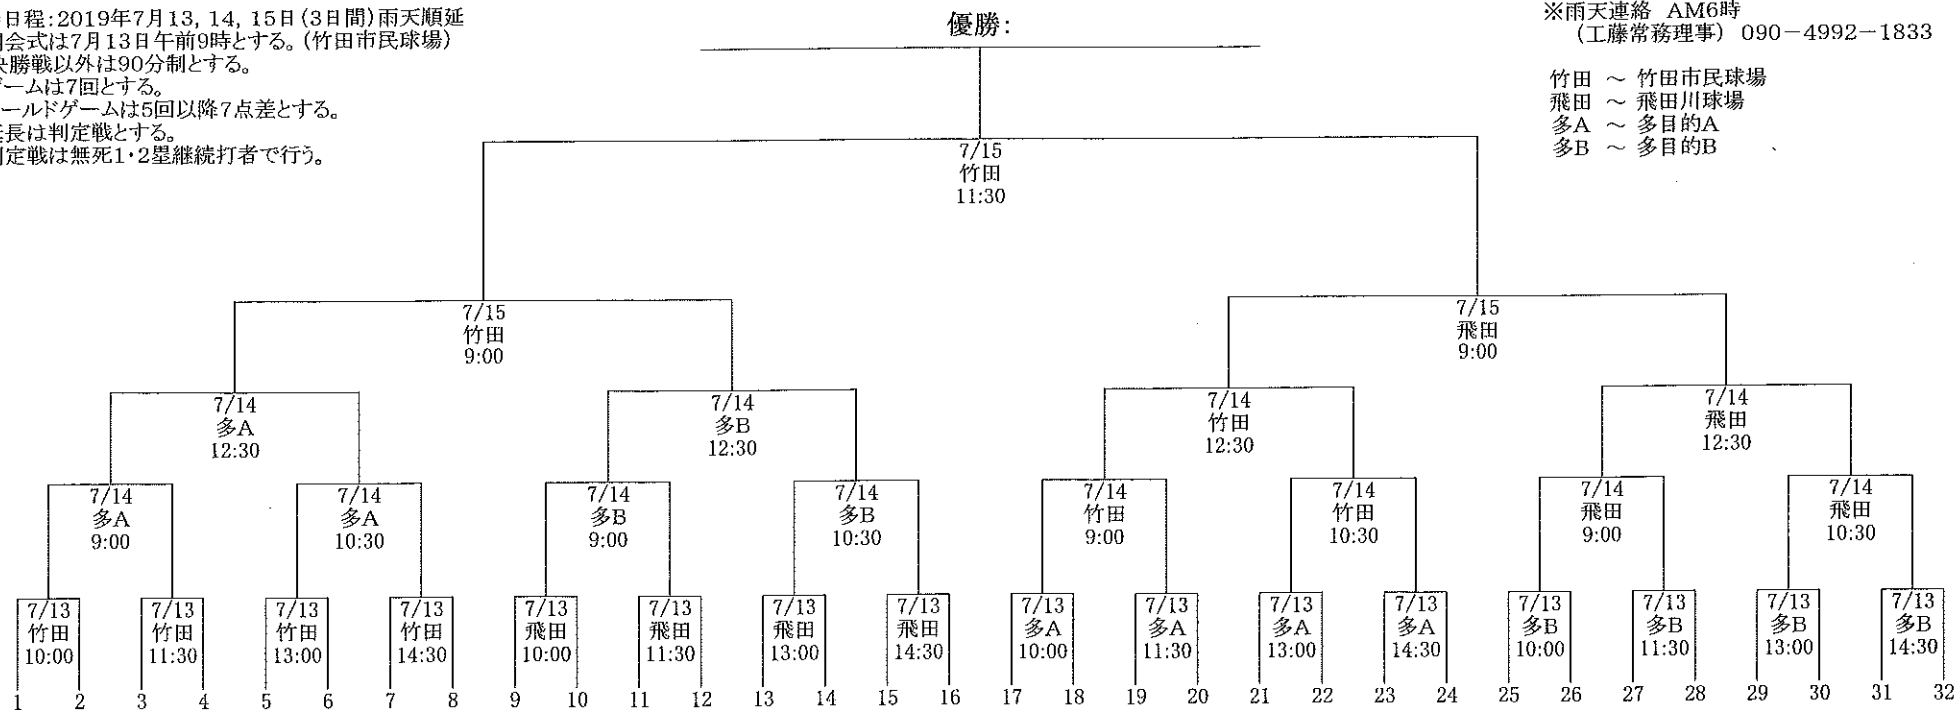 日程:2019年7月13, 14, 15日(3日間)雨天順延
会式は7月13日午前9時とする。(竹田市民球場)
決勝戦以外は90分制とする。
ームは7回とする。
ールドゲームは5回以降7点差とする。
長は判定戦とする。
定戦は無死1・2塁継続打者で行う。
優勝:
※雨天連絡 AM6時
(工藤常務理事) 090-4992-1833
竹田 ~ 竹田市民球場
飛田 ~ 飛田川球場
多A ~ 多目的A
多B ~ 多目的B
7/15
竹田
11:30
7/15 7/15
竹田 飛田
9:00 9:00
7/14 7/14 7/14 7/14
多A 多B 竹田 飛田
12:30 12:30 12:30 12:30
7/14 7/14 7/14 7/14 7/14 7/14 7/14 7/14
多A 多A 多B 多B 竹田 竹田 飛田 飛田
9:00 10:30 9:00 10:30 9:00 10:30 9:00 10:30
7/13 7/13 7/13 7/13 7/13 7/13 7/13 7/13 7/13 7/13 7/13 7/13 7/13 7/13 7/13 7/13
竹田 竹田 竹田 竹田 飛田 飛田 飛田 飛田 多A 多A 多A 多A 多B 多B 多B 多B
10:00 11:30 13:00 14:30 10:00 11:30 13:00 14:30 10:00 11:30 13:00 14:30 10:00 11:30 13:00 14:30
1 2 3 4 5 6 7 8 9 10 11 12 13 14 15 16 17 18 19 20 21 22 23 24 25 26 27 28 29 30 31 32